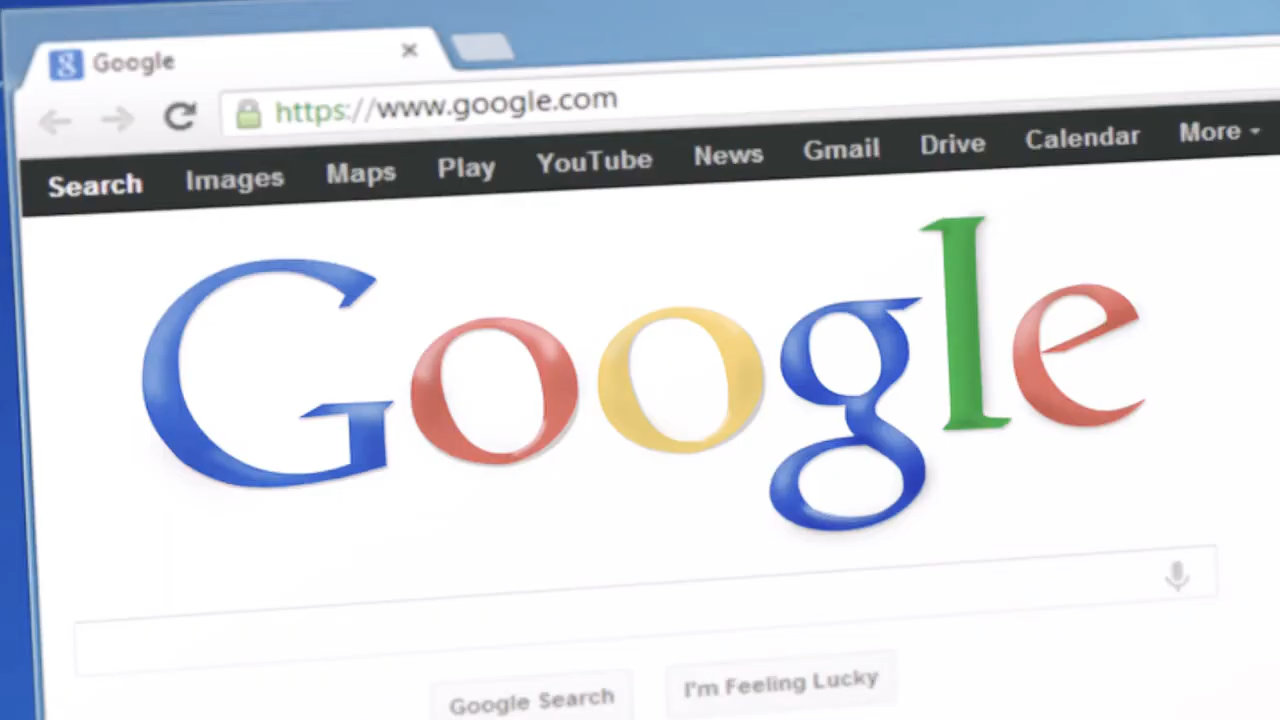 Google
https://www.google.com
Search Images Maps Play YouTube News Gmail Drive Calendar More
Google
Google Search I'm Feeling Lucky